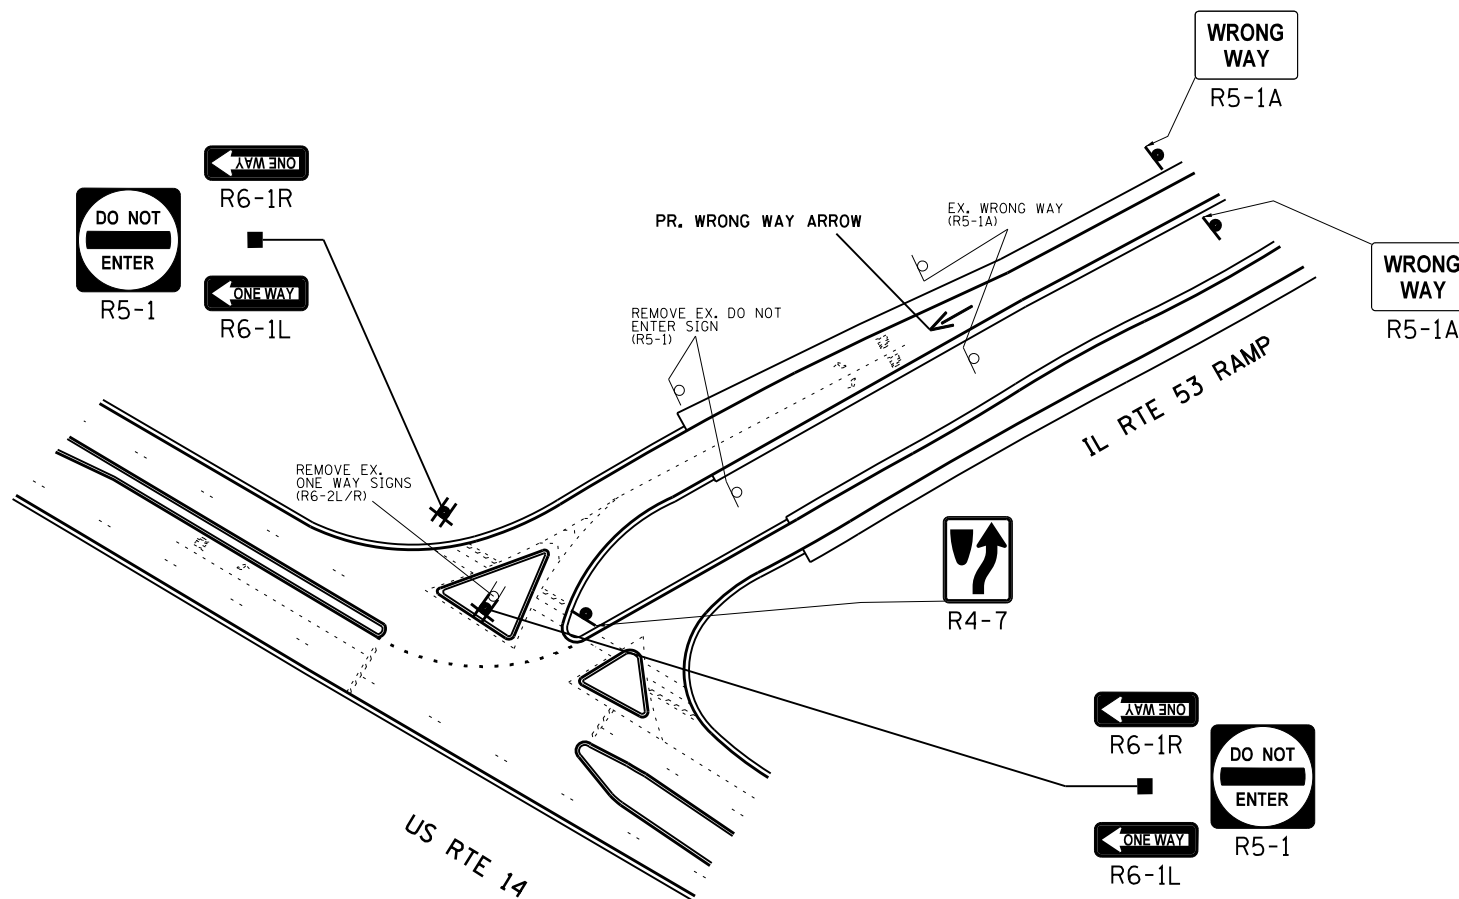 WRONG
WAY
R5-1A
ONE WAY
R6-1R
DO NOT
ENTER
R5-1
ONE WAY
R6-1L
PR. WRONG WAY ARROW
EX. WRONG WAY
(R5-1A)
WRONG
WAY
R5-1A
REMOVE EX. DO NOT
ENTER SIGN
(R5-1)
IL RTE 53 RAMP
REMOVE EX.
ONE WAY SIGNS
(R6-2L/R)
R4-7
ONE WAY
R6-1R
DO NOT
ENTER
R5-1
ONE WAY
R6-1L
US RTE 14